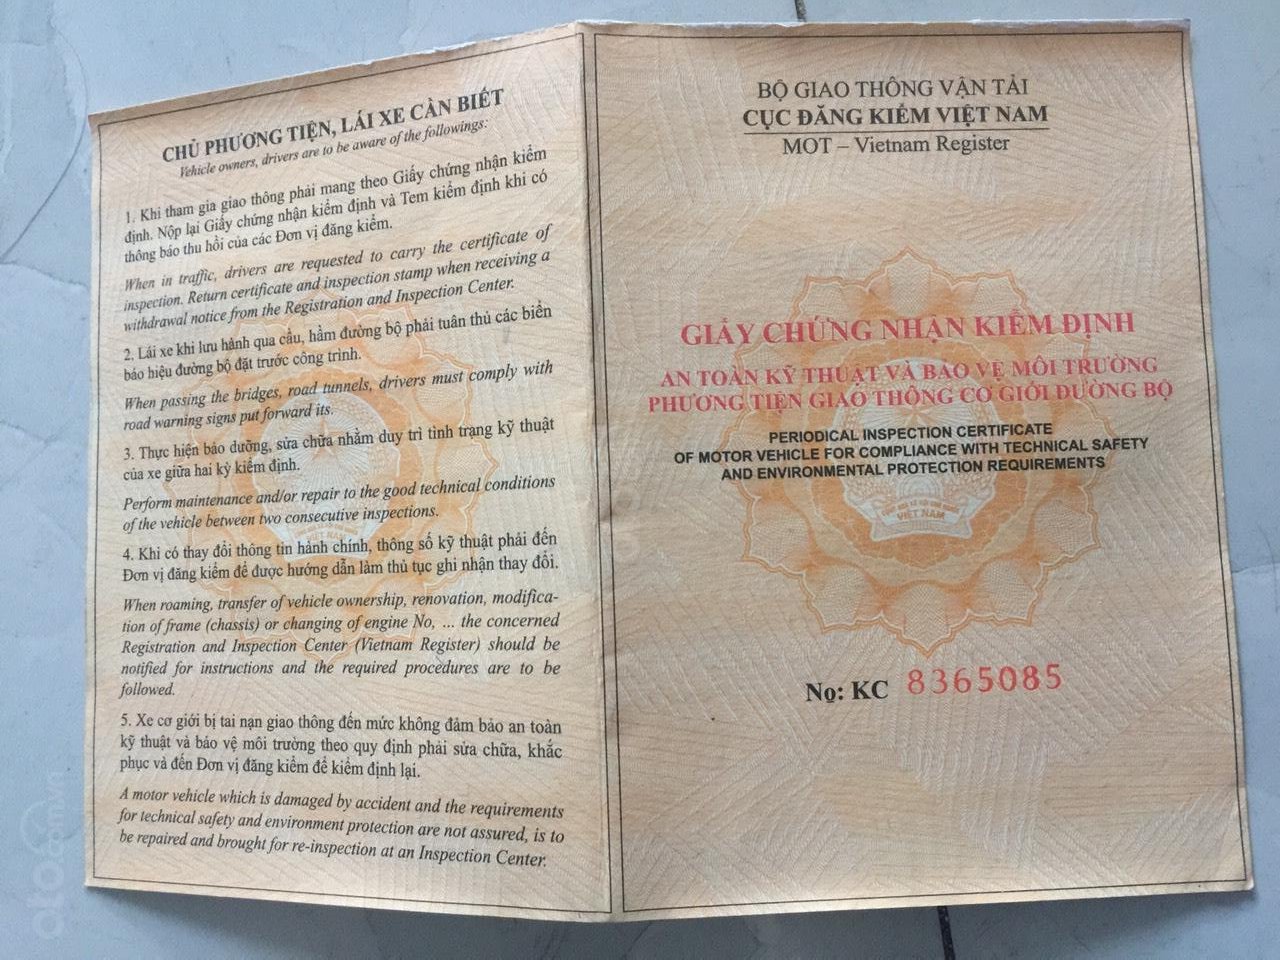 CHỦ PHƯƠNG TIỆN, LÁI XE CẦN BIẾT
Vehicle owners, drivers are to be aware of the followings:
1. Khi tham gia giao thông phải mang theo Giấy chứng nhận kiểm
định. Nộp lại Giấy chứng nhận kiểm định và Tem kiểm định khi có
thông báo thu hồi của các Đơn vị đăng kiểm.
When in traffic, drivers are requested to carry the certificate of
inspection. Return certificate and inspection stamp when receiving a
withdrawal notice from the Registration and Inspection Center.
2. Lái xe khi lưu hành qua cầu, hầm đường bộ phải tuân thủ các biển
báo hiệu đường bộ đặt trước công trình.
When passing the bridges, road tunnels, drivers must comply with
road warning signs put forward its.
3. Thực hiện bảo dưỡng, sửa chữa nhằm duy trì tình trạng kỹ thuật
của xe giữa hai kỳ kiểm định.
Perform maintenance and/or repair to the good technical conditions
of the vehicle between two consecutive inspections.
4. Khi có thay đổi thông tin hành chính, thông số kỹ thuật phải đến
Đơn vị đăng kiểm để được hướng dẫn làm thủ tục ghi nhận thay đổi.
When roaming, transfer of vehicle ownership, renovation, modifica-
tion of frame (chassis) or changing of engine No, ... the concerned
Registration and Inspection Center (Vietnam Register) should be
notified for instructions and the required procedures are to be
followed.
5. Xe cơ giới bị tai nạn giao thông đến mức không đảm bảo an toàn
kỹ thuật và bảo vệ môi trường theo quy định phải sửa chữa, khắc
phục và đến Đơn vị đăng kiểm để kiểm định lại.
A motor vehicle which is damaged by accident and the requirements
for technical safety and environment protection are not assured, is to
be repaired and brought for re-inspection at an Inspection Center.
BỘ GIAO THÔNG VẬN TẢI
CỤC ĐĂNG KIỂM VIỆT NAM
MOT – Vietnam Register
GIẤY CHỨNG NHẬN KIỂM ĐỊNH
AN TOÀN KỸ THUẬT VÀ BẢO VỆ MÔI TRƯỜNG
PHƯƠNG TIỆN GIAO THÔNG CƠ GIỚI ĐƯỜNG BỘ
PERIODICAL INSPECTION CERTIFICATE
OF MOTOR VEHICLE FOR COMPLIANCE WITH TECHNICAL SAFETY
AND ENVIRONMENTAL PROTECTION REQUIREMENTS
VIỆT NAM
Nọ: KC 8365085
oto.com.vn